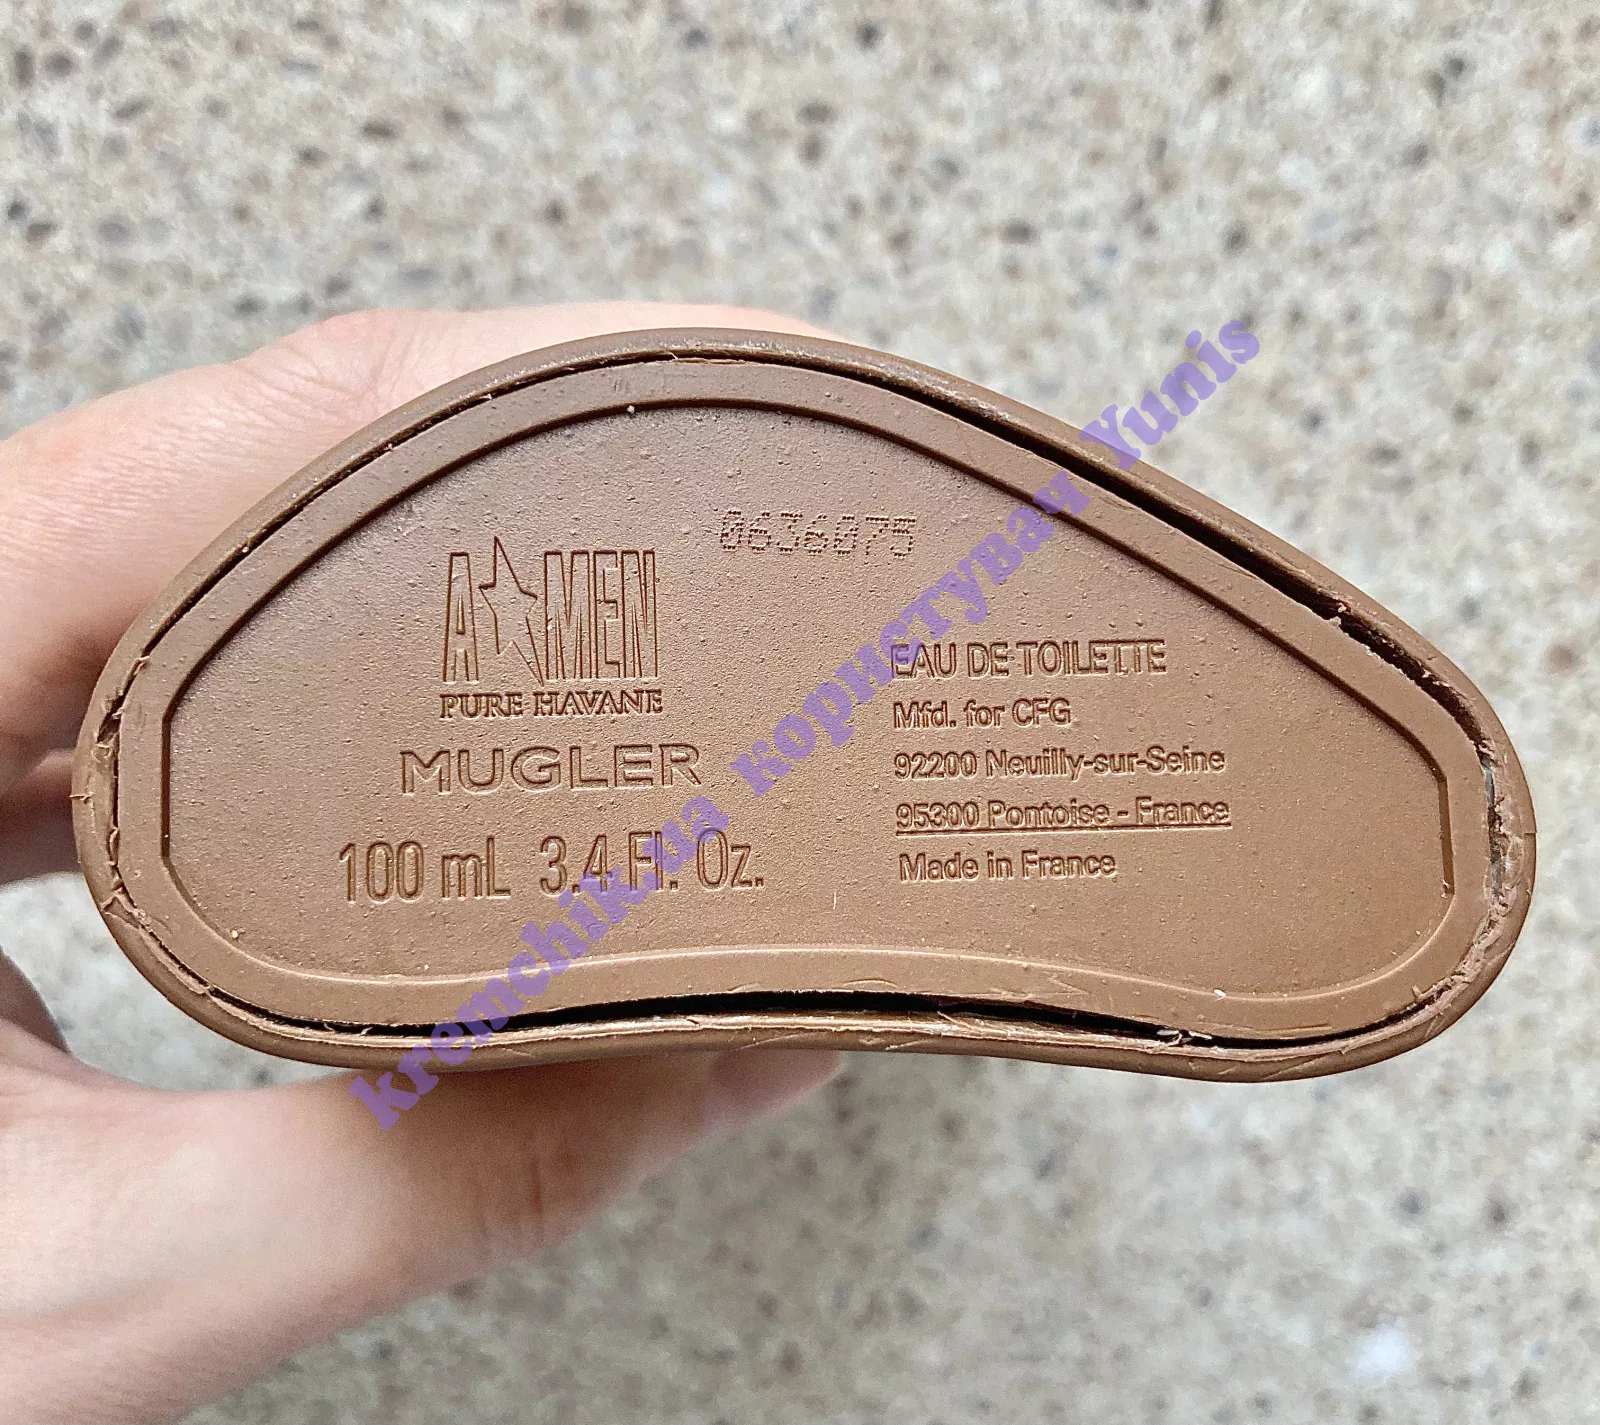 0636075
A★MEN
PURE HAVANE
MUGLER
100 mL 3.4 Fl. Oz.
EAU DE TOILETTE
Mfd. for CFG
92200 Neuilly-sur-Seine
95300 Pontoise - France
Made in France
kremchik.ua користувач Yunis